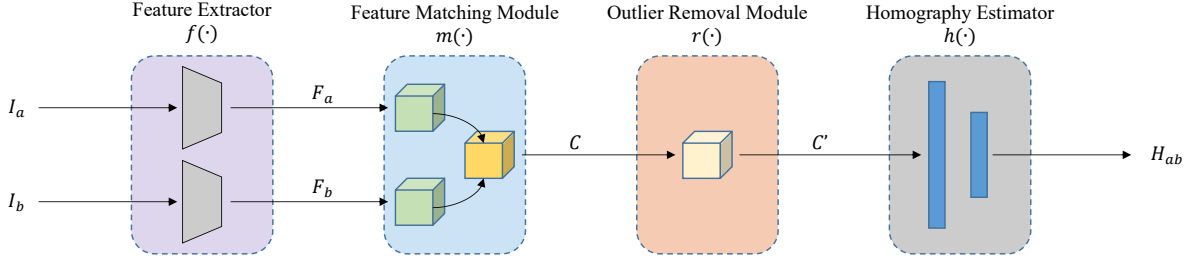 Feature Extractor
f(·)
Feature Matching Module
m(·)
Outlier Removal Module
r(·)
Homography Estimator
h(·)
I_a
F_a
C
C'
H_ab
I_b
F_b